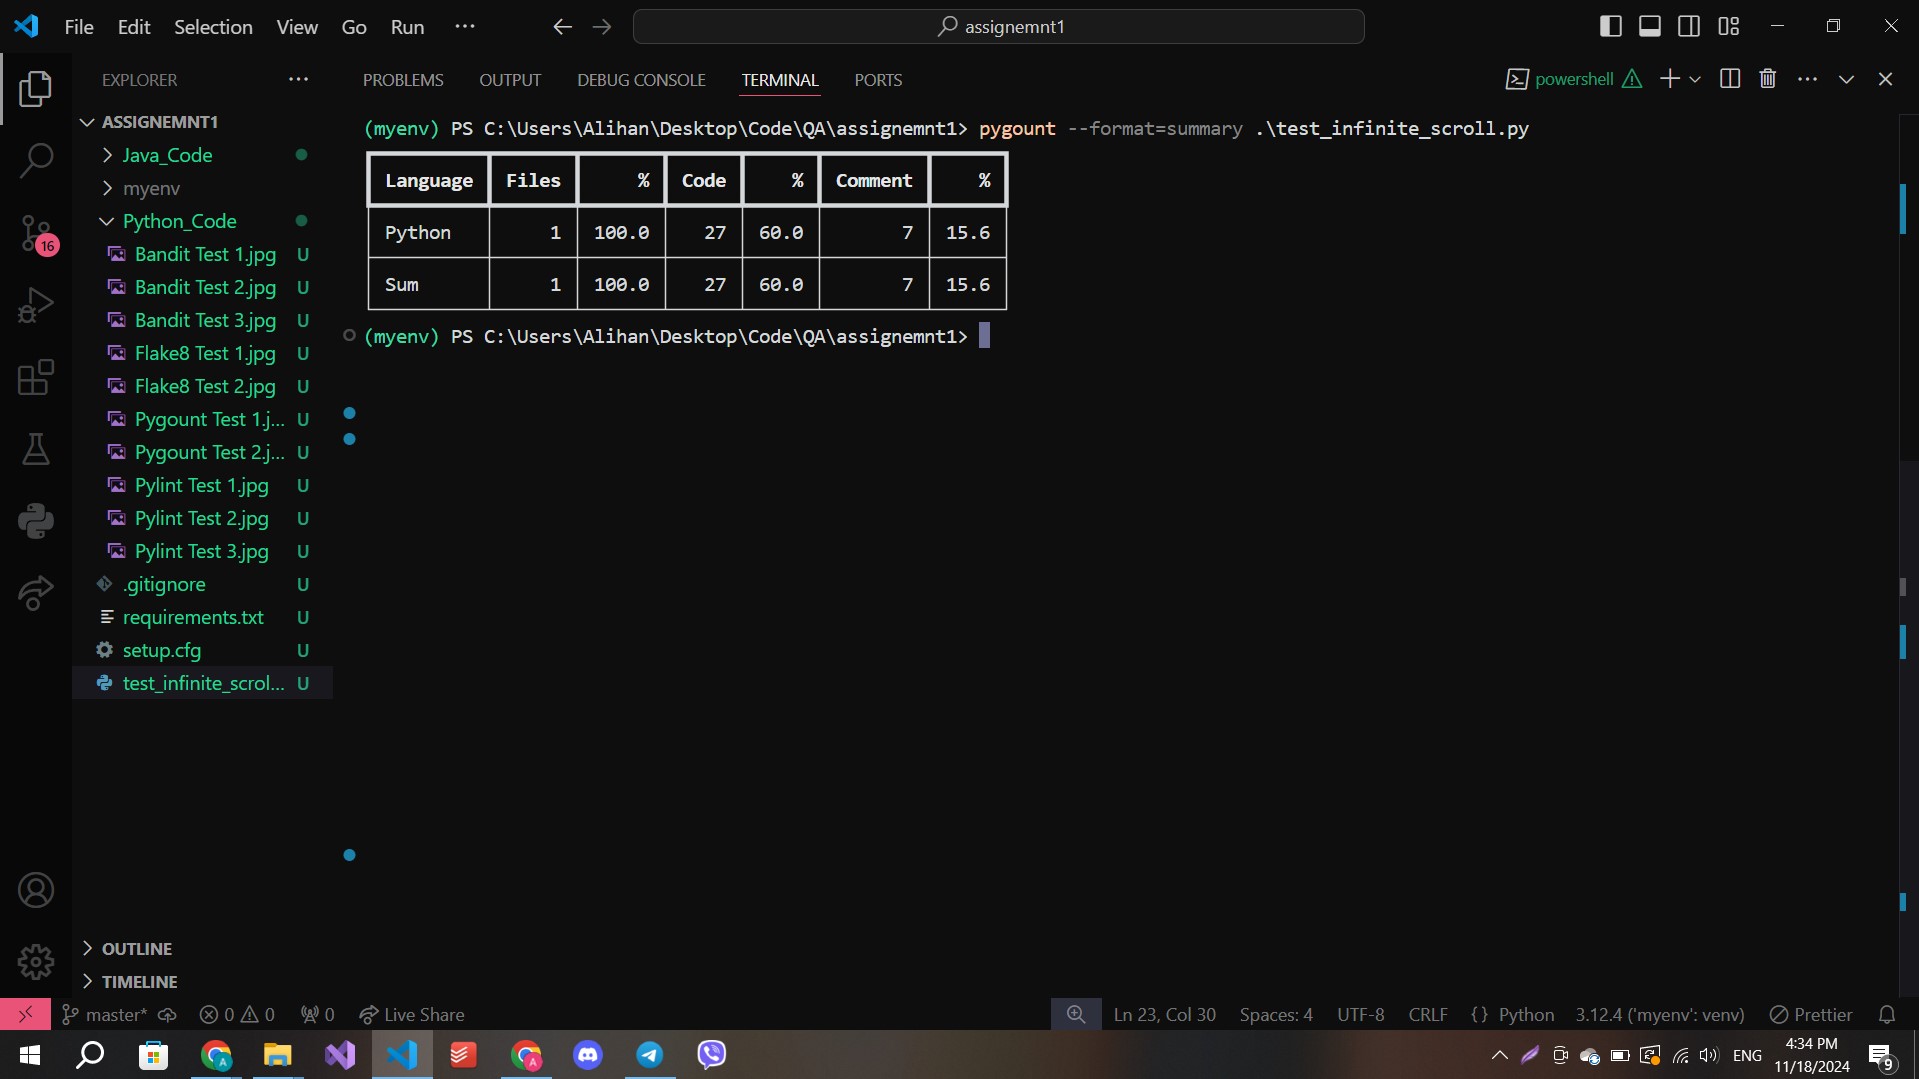 File Edit Selection View Go Run ···
assignemnt1
EXPLORER ···
ASSIGNEMNT1
Java_Code
myenv
Python_Code
Bandit Test 1.jpg U
Bandit Test 2.jpg U
Bandit Test 3.jpg U
Flake8 Test 1.jpg U
Flake8 Test 2.jpg U
Pygount Test 1.j... U
Pygount Test 2.j... U
Pylint Test 1.jpg U
Pylint Test 2.jpg U
Pylint Test 3.jpg U
.gitignore U
requirements.txt U
setup.cfg U
test_infinite_scrol... U
OUTLINE
TIMELINE
16
PROBLEMS OUTPUT DEBUG CONSOLE TERMINAL PORTS
powershell
(myenv) PS C:\Users\Alihan\Desktop\Code\QA\assignemnt1> pygount --format=summary .\test_infinite_scroll.py
Language Files % Code % Comment %
Python 1 100.0 27 60.0 7 15.6
Sum 1 100.0 27 60.0 7 15.6
(myenv) PS C:\Users\Alihan\Desktop\Code\QA\assignemnt1>
master* 0 0 0 Live Share
Ln 23, Col 30 Spaces: 4 UTF-8 CRLF {} Python 3.12.4 ('myenv': venv) Prettier
A A
ENG
4:34 PM
11/18/2024
9